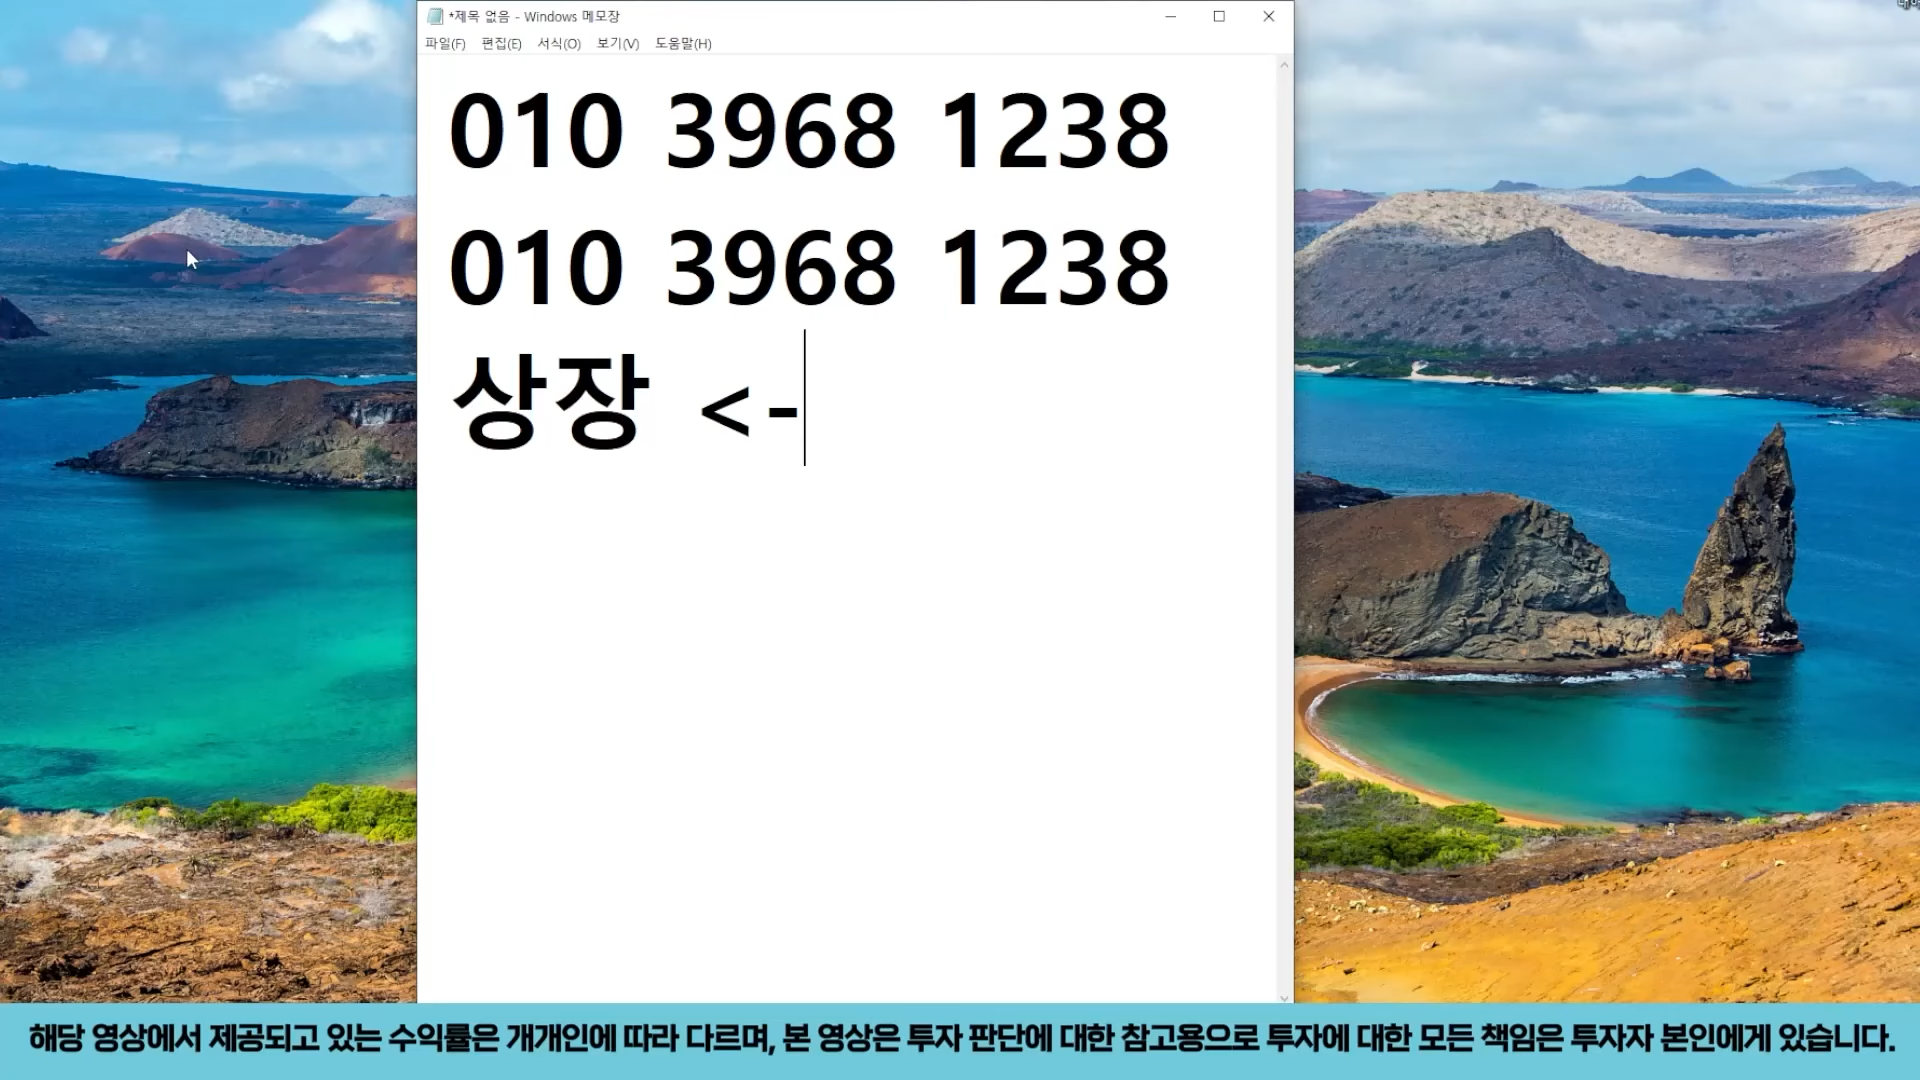 *제목 없음 - Windows 메모장
파일(F) 편집(E) 서식(O) 보기(V) 도움말(H)
010 3968 1238
010 3968 1238
상장 <-
해당 영상에서 제공되고 있는 수익률은 개개인에 따라 다르며, 본 영상은 투자 판단에 대한 참고용으로 투자에 대한 모든 책임은 투자자 본인에게 있습니다.